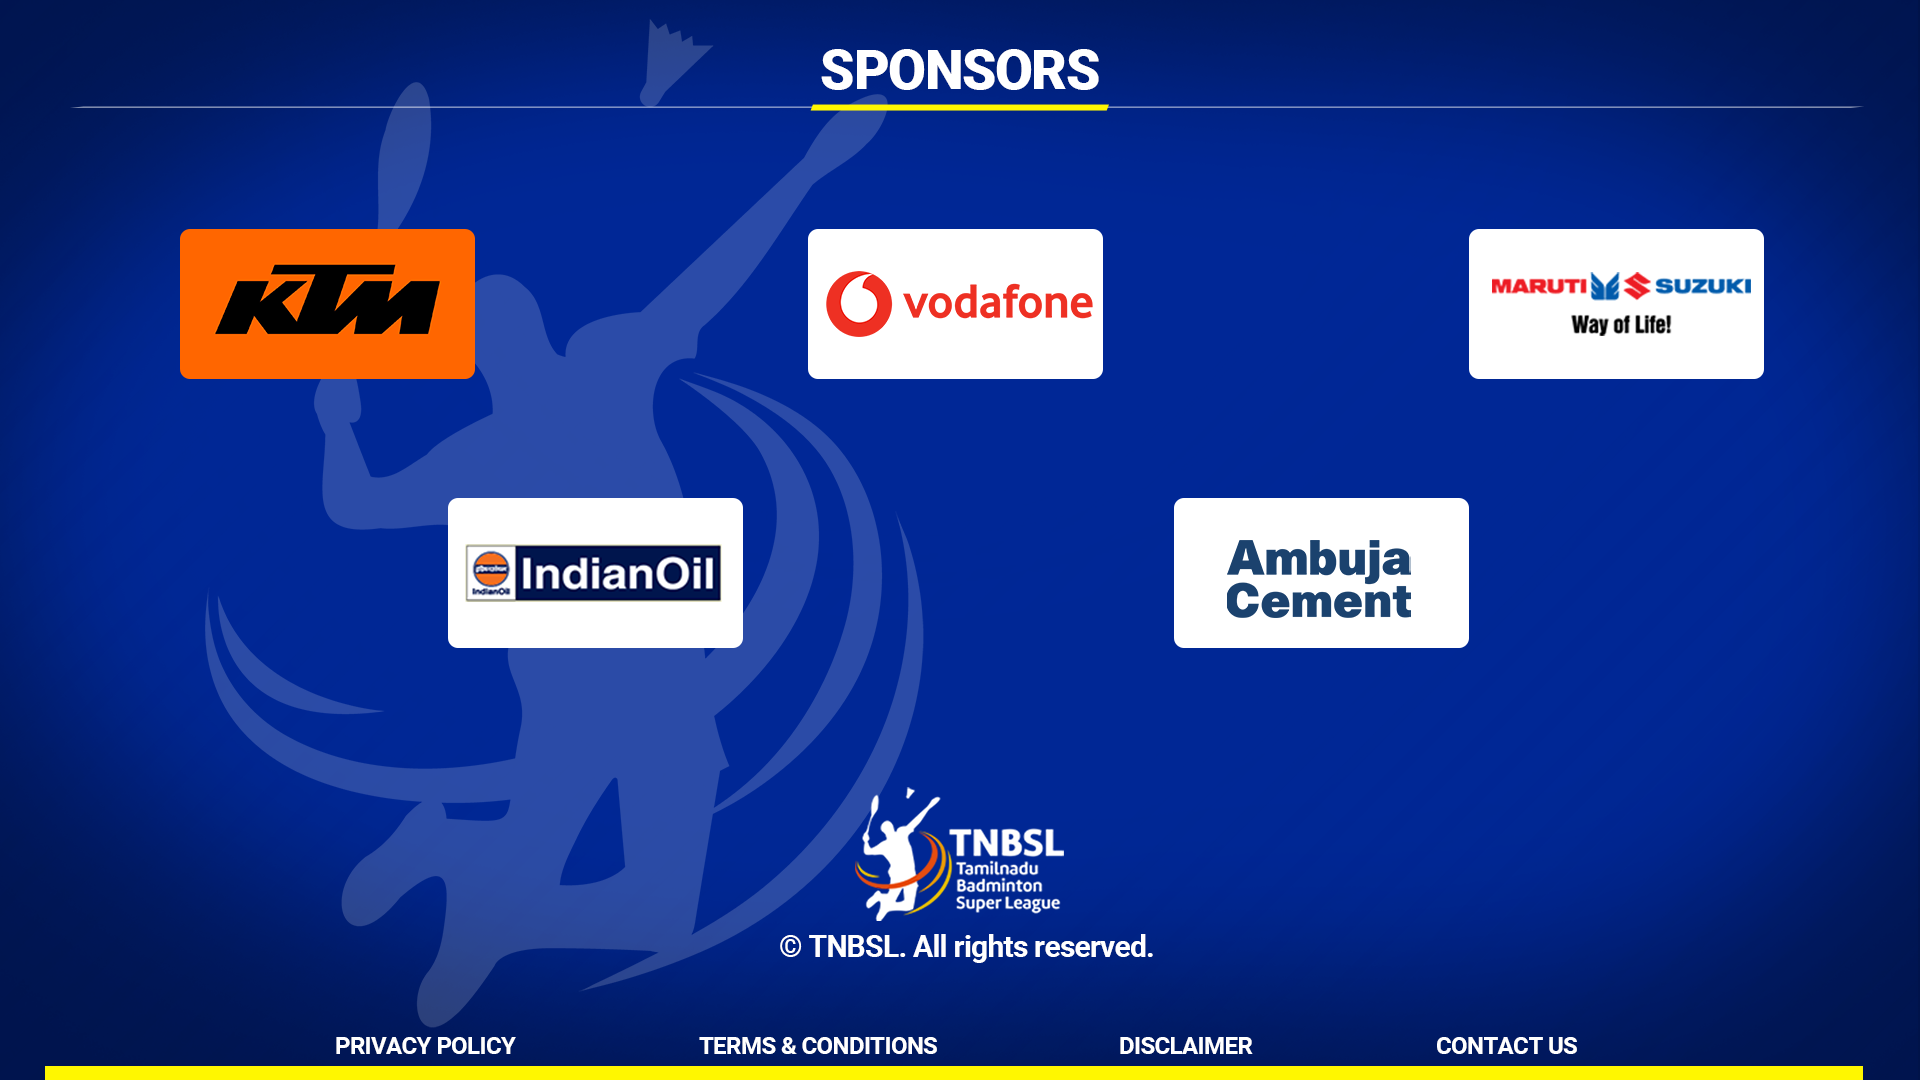 SPONSORS
KTM
vodafone
MARUTI SUZUKI
Way of Life!
IndianOil
IndianOil
Ambuja
Cement
TNBSL
Tamilnadu
Badminton
Super League
© TNBSL. All rights reserved.
PRIVACY POLICY
TERMS & CONDITIONS
DISCLAIMER
CONTACT US